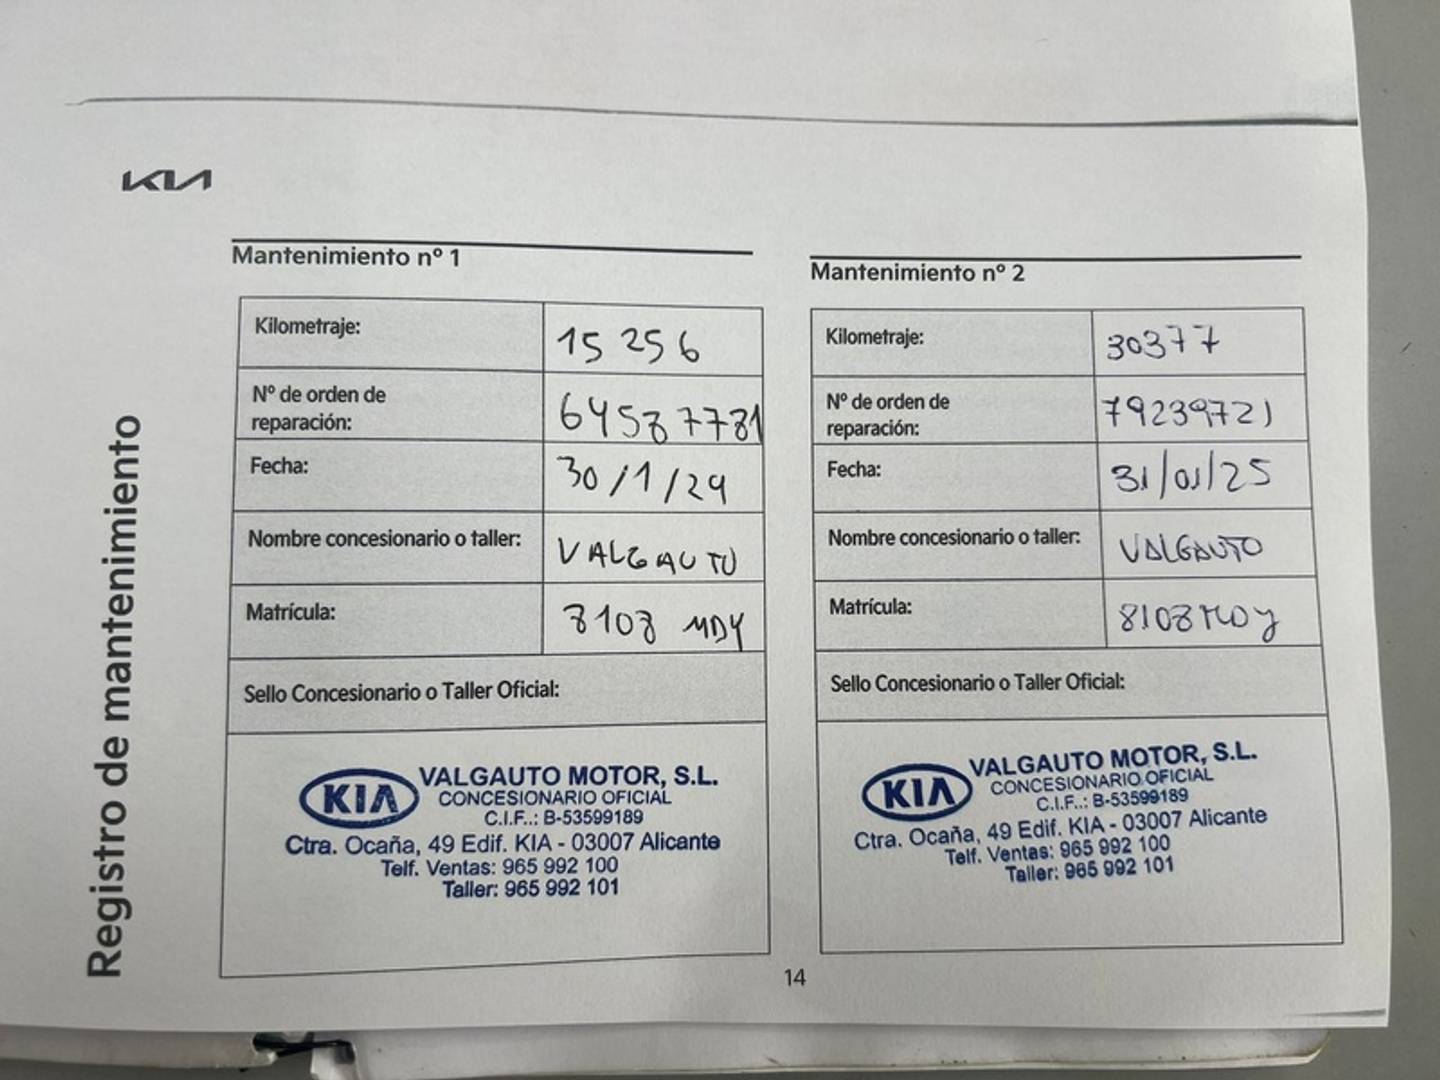 KIA
Registro de mantenimiento
Mantenimiento nº 1
Kilometraje: 15 256
Nº de orden de
reparación: 64587781
Fecha: 30/1/24
Nombre concesionario o taller: VALGAUTO
Matrícula: 8108 MDY
Sello Concesionario o Taller Oficial:
KIA VALGAUTO MOTOR, S.L.
CONCESIONARIO OFICIAL
C.I.F..: B-53599189
Ctra. Ocaña, 49 Edif. KIA - 03007 Alicante
Telf. Ventas: 965 992 100
Taller: 965 992 101
Mantenimiento nº 2
Kilometraje: 30377
Nº de orden de
reparación: 79239721
Fecha: 31/01/25
Nombre concesionario o taller: VALGAUTO
Matrícula: 8108MDY
Sello Concesionario o Taller Oficial:
KIA VALGAUTO MOTOR, S.L.
CONCESIONARIO OFICIAL
C.I.F..: B-53599189
Ctra. Ocaña, 49 Edif. KIA - 03007 Alicante
Telf. Ventas: 965 992 100
Taller: 965 992 101
14